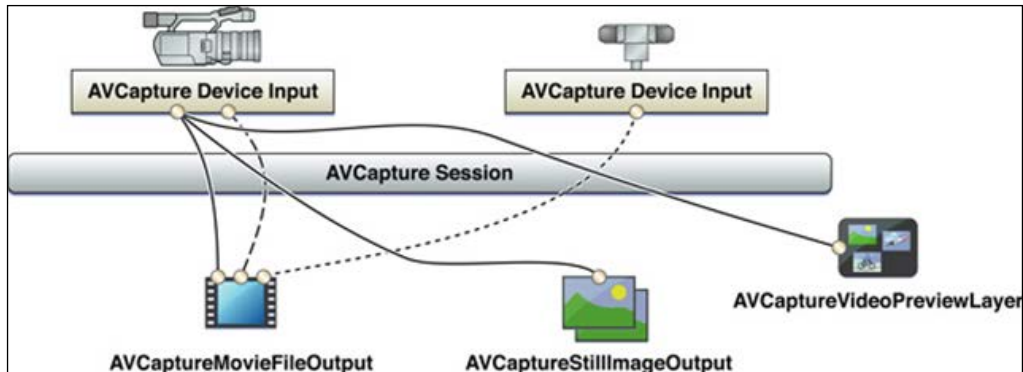 AVCapture Device Input
AVCapture Device Input
AVCapture Session
AVCaptureVideoPreviewLayer
AVCaptureMovieFileOutput
AVCaptureStillImageOutput